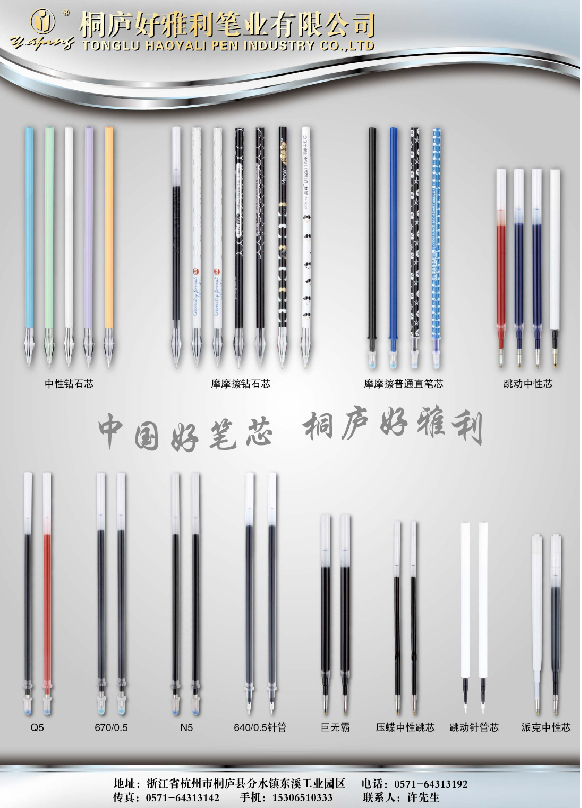 桐庐好雅利笔业有限公司
TONGLU HAOYALI PEN INDUSTRY CO.,LTD
中性钻石芯 摩摩擦钻石芯 摩摩擦普通直笔芯 跳动中性芯
中国好笔芯 桐庐好雅利
Q5 670/0.5 N5 640/0.5针管 巨无霸 压蝶中性跳芯 跳动针管芯 派克中性芯
地址：浙江省杭州市桐庐县分水镇东溪工业园区 电话：0571-64313192
传真：0571-64313142 手机：15306510333 联系人：许先生